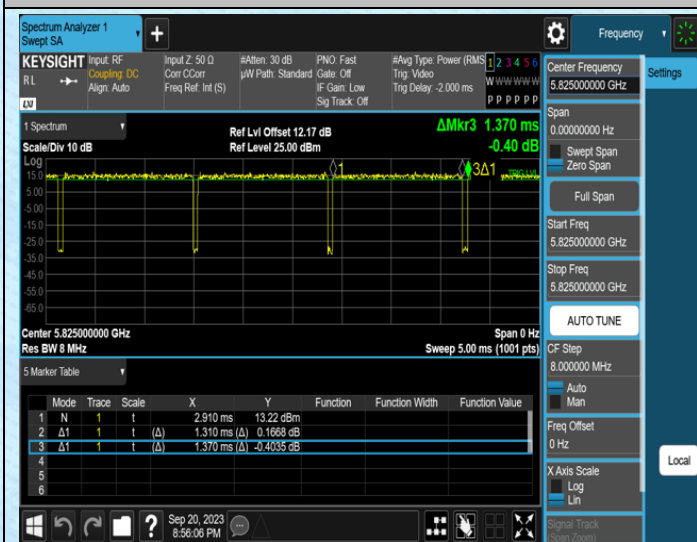 Spectrum Analyzer 1
Swept SA
Frequency
KEYSIGHT
RL
LXI
Input: RF
Coupling: DC
Align: Auto
Input Z: 50 Ω
Corr CCorr
Freq Ref: Int (S)
#Atten: 30 dB
µW Path: Standard
PNO: Fast
Gate: Off
IF Gain: Low
Sig Track: Off
#Avg Type: Power (RMS
Trig: Video
Trig Delay: -2.000 ms
1 2 3 4 5 6
W W W W W W
P P P P P P
Center Frequency
5.825000000 GHz
Settings
1 Spectrum
Ref Lvl Offset 12.17 dB
ΔMkr3 1.370 ms
Scale/Div 10 dB
Ref Level 25.00 dBm
-0.40 dB
Log
15.0
5.00
-5.00
-15.0
-25.0
-35.0
-45.0
-55.0
-65.0
1
3Δ1
TRIG LVL
Center 5.825000000 GHz
Span 0 Hz
Res BW 8 MHz
Sweep 5.00 ms (1001 pts)
Span
0.00000000 Hz
Swept Span
Zero Span
Full Span
Start Freq
5.825000000 GHz
Stop Freq
5.825000000 GHz
AUTO TUNE
CF Step
8.000000 MHz
Auto
Man
Freq Offset
0 Hz
X Axis Scale
Log
Lin
Signal Track
(Span Zoom)
Local
5 Marker Table
Mode Trace Scale X Y Function Function Width Function Value
1 N 1 t 2.910 ms 13.22 dBm
2 Δ1 1 t (Δ) 1.310 ms (Δ) 0.1668 dB
3 Δ1 1 t (Δ) 1.370 ms (Δ) -0.4035 dB
4
5
6
?
Sep 20, 2023
8:56:06 PM